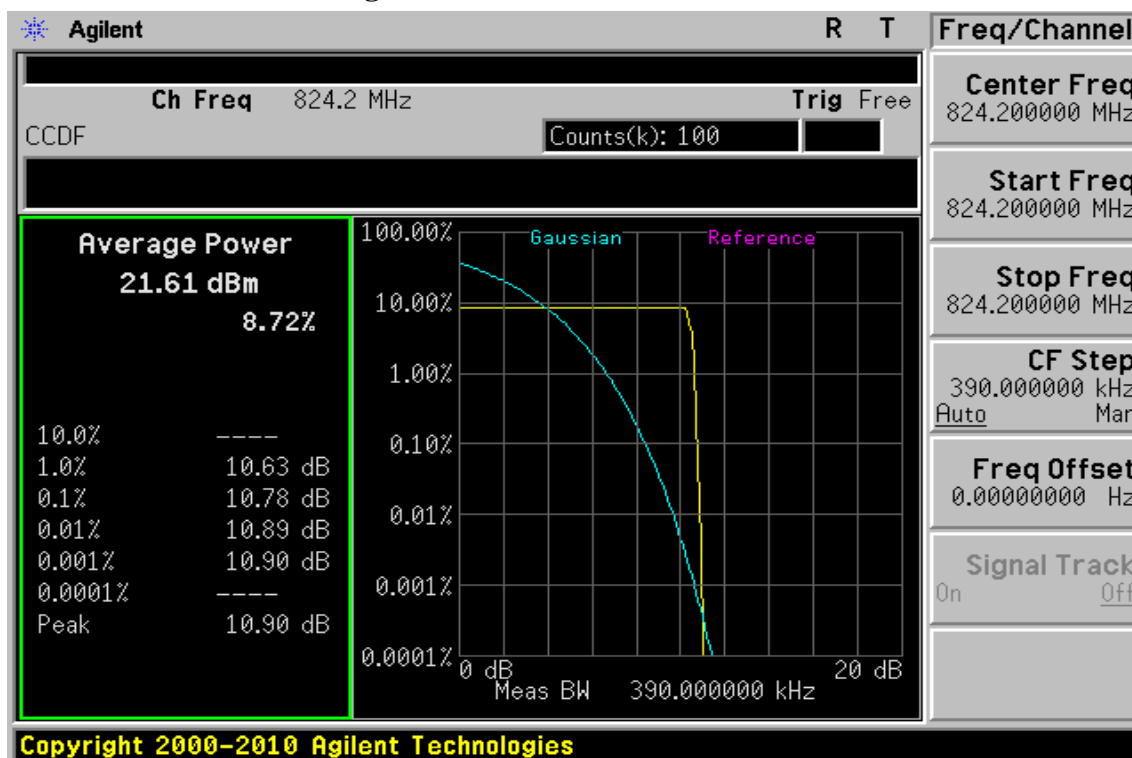 Agilent R T Freq/Channel
Ch Freq 824.2 MHz Trig Free
CCDF Counts(k): 100
Average Power
21.61 dBm
8.72%
10.0% ----
1.0% 10.63 dB
0.1% 10.78 dB
0.01% 10.89 dB
0.001% 10.90 dB
0.0001% ----
Peak 10.90 dB
Gaussian Reference
100.00%
10.00%
1.00%
0.10%
0.01%
0.001%
0.0001%
0 dB 20 dB
Meas BW 390.000000 kHz
Center Freq
824.200000 MHz
Start Freq
824.200000 MHz
Stop Freq
824.200000 MHz
CF Step
390.000000 kHz
Auto Man
Freq Offset
0.00000000 Hz
Signal Track
On Off
Copyright 2000-2010 Agilent Technologies